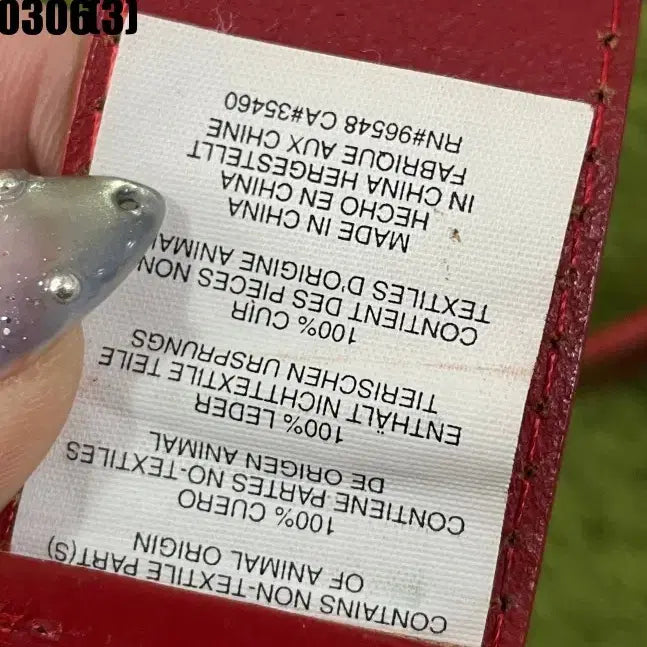 0306(3)
CONTAINS NON-TEXTILE PART(S)
OF ANIMAL ORIGIN
100% CUERO
CONTIENE PARTES NO-TEXTILES
DE ORIGEN ANIMAL
100% LEDER
ENTHÄLT NICHTTEXTILE TEILE
TIERISCHEN URSPRUNGS
100% CUIR
CONTIENT DES PIECES NON
TEXTILES D'ORIGINE
MADE IN CHINA
HECHO EN CHINA
IN CHINA HERGESTELLT
FABRIQUE AUX CHINE
RN#96548 CA#35460